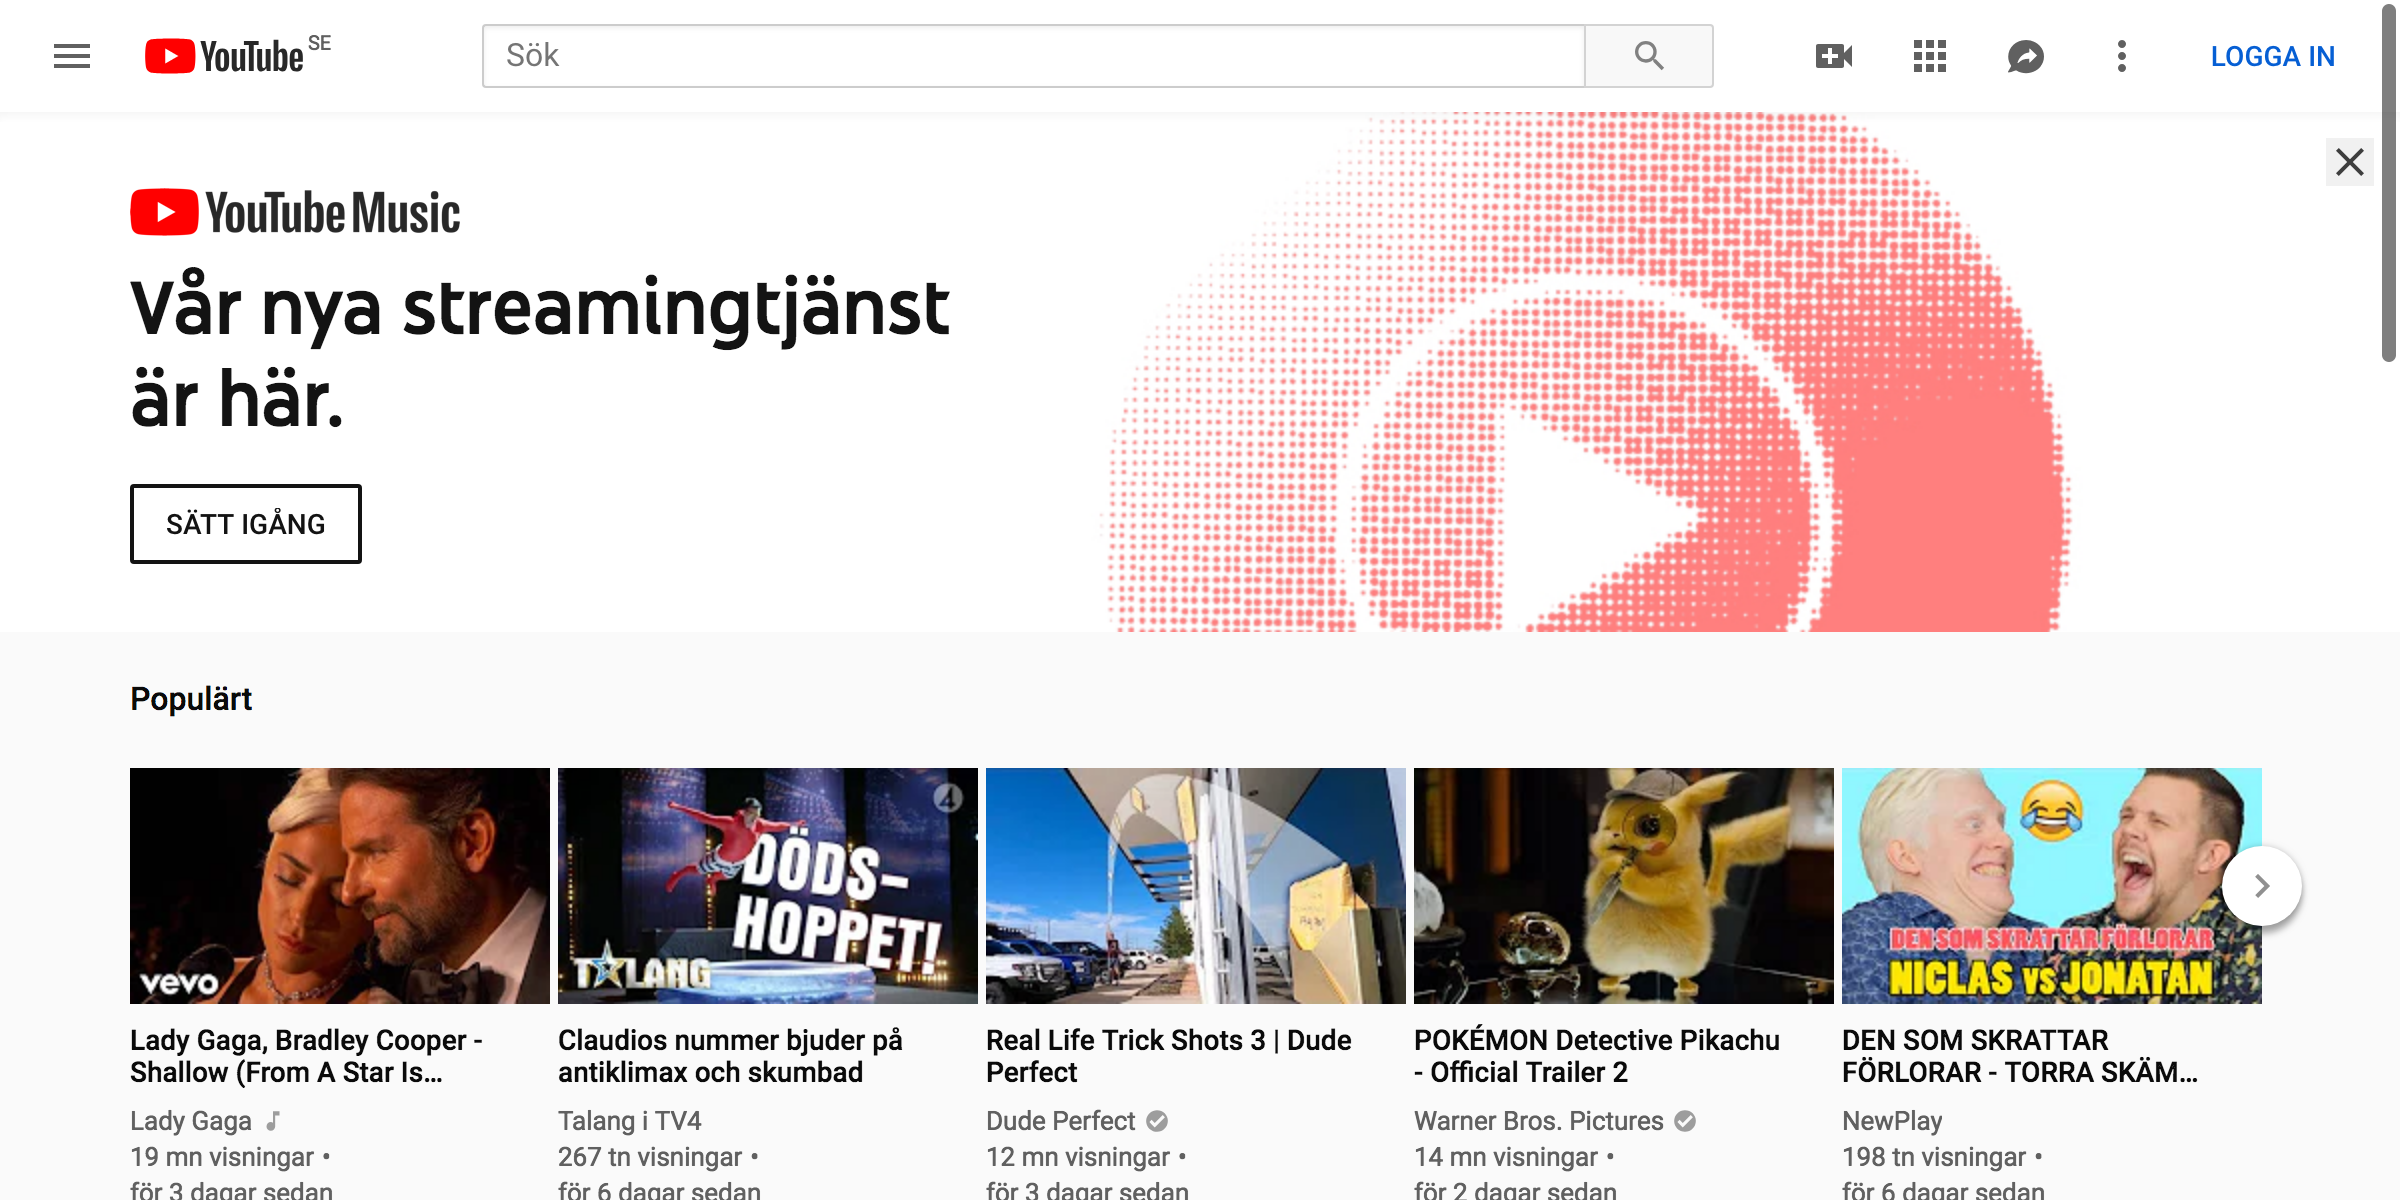 YouTube SE
Sök
LOGGA IN
YouTube Music
Vår nya streamingtjänst
är här.
SÄTT IGÅNG
Populärt
vevo
4
DÖDS-
HOPPET!
TALANG
DEN SOM SKRATTAR FÖRLORAR
NICLAS vs JONATAN
Lady Gaga, Bradley Cooper -
Shallow (From A Star Is...
Lady Gaga
19 mn visningar •
för 3 dagar sedan
Claudios nummer bjuder på
antiklimax och skumbad
Talang i TV4
267 tn visningar •
för 6 dagar sedan
Real Life Trick Shots 3 | Dude
Perfect
Dude Perfect
12 mn visningar •
för 3 dagar sedan
POKÉMON Detective Pikachu
- Official Trailer 2
Warner Bros. Pictures
14 mn visningar •
för 2 dagar sedan
DEN SOM SKRATTAR
FÖRLORAR - TORRA SKÄM...
NewPlay
198 tn visningar •
för 6 dagar sedan